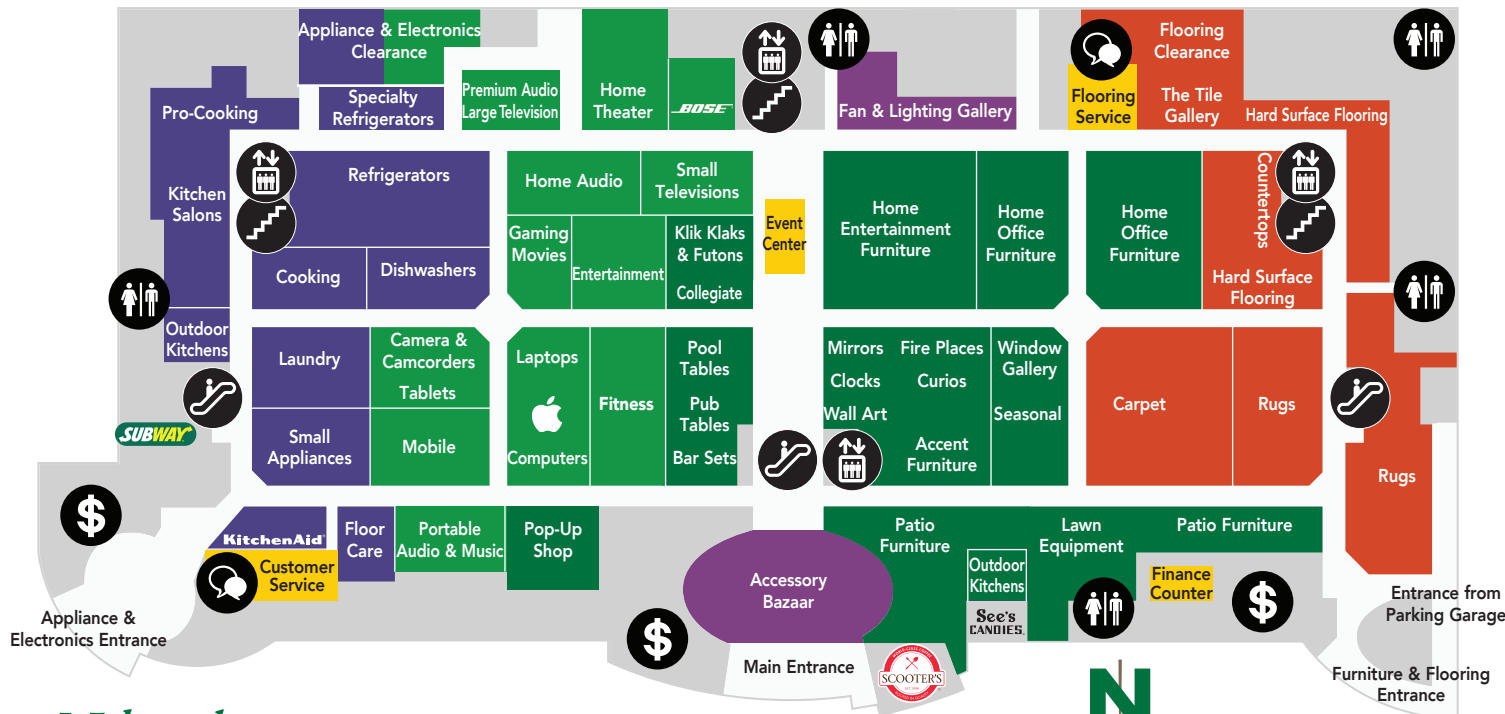 Appliance & Electronics
Clearance
Specialty
Refrigerators
Pro-Cooking
Kitchen
Salons
Outdoor
Kitchens
Premium Audio
Large Television
Home
Theater
BOSE
Fan & Lighting Gallery
Flooring
Service
Flooring
Clearance
The Tile
Gallery
Hard Surface Flooring
Refrigerators
Cooking
Dishwashers
Home Audio
Small
Televisions
Gaming
Movies
Entertainment
Klik Klaks
& Futons
Collegiate
Event
Center
Home
Entertainment
Furniture
Home
Office
Furniture
Home
Office
Furniture
Countertops
Hard Surface
Flooring
Laundry
Camera &
Camcorders
Tablets
Small
Appliances
Mobile
Laptops
Computers
Fitness
Pool
Tables
Pub
Tables
Bar Sets
Mirrors
Clocks
Wall Art
Fire Places
Curios
Accent
Furniture
Window
Gallery
Seasonal
Carpet
Rugs
Rugs
SUBWAY
$
KitchenAid
Customer
Service
Floor
Care
Portable
Audio & Music
Pop-Up
Shop
Accessory
Bazaar
Patio
Furniture
Outdoor
Kitchens
See's
CANDIES
Lawn
Equipment
Patio Furniture
Finance
Counter
$
$
Appliance &
Electronics Entrance
Main Entrance
SCOOTER'S
Entrance from
Parking Garage
Furniture & Flooring
Entrance
N